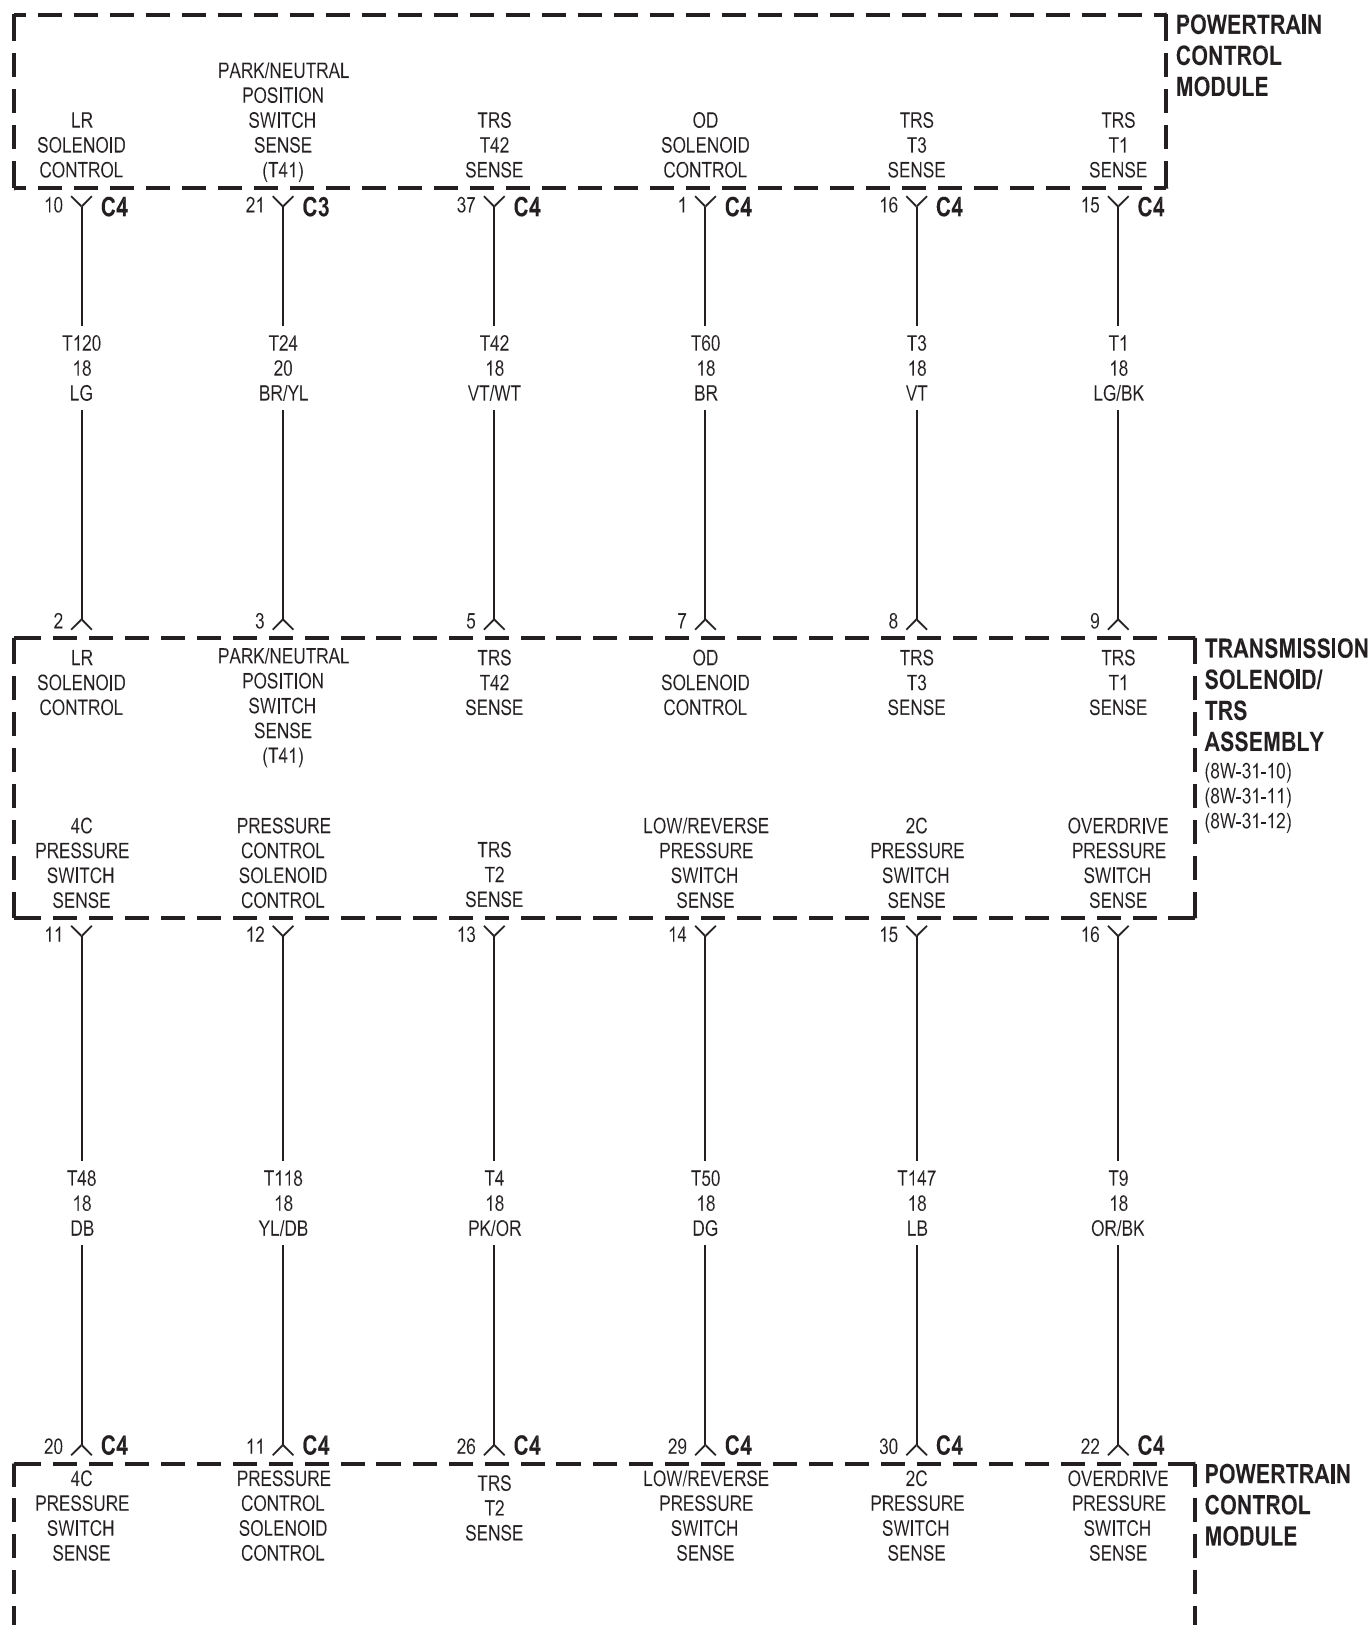 POWERTRAIN
CONTROL
MODULE
LR
SOLENOID
CONTROL
PARK/NEUTRAL
POSITION
SWITCH
SENSE
(T41)
TRS
T42
SENSE
OD
SOLENOID
CONTROL
TRS
T3
SENSE
TRS
T1
SENSE
10 C4
21 C3
37 C4
1 C4
16 C4
15 C4
T120
18
LG
T24
20
BR/YL
T42
18
VT/WT
T60
18
BR
T3
18
VT
T1
18
LG/BK
2
3
5
7
8
9
TRANSMISSION
SOLENOID/
TRS
ASSEMBLY
(8W-31-10)
(8W-31-11)
(8W-31-12)
LR
SOLENOID
CONTROL
PARK/NEUTRAL
POSITION
SWITCH
SENSE
(T41)
TRS
T42
SENSE
OD
SOLENOID
CONTROL
TRS
T3
SENSE
TRS
T1
SENSE
4C
PRESSURE
SWITCH
SENSE
PRESSURE
CONTROL
SOLENOID
CONTROL
TRS
T2
SENSE
LOW/REVERSE
PRESSURE
SWITCH
SENSE
2C
PRESSURE
SWITCH
SENSE
OVERDRIVE
PRESSURE
SWITCH
SENSE
11
12
13
14
15
16
T48
18
DB
T118
18
YL/DB
T4
18
PK/OR
T50
18
DG
T147
18
LB
T9
18
OR/BK
20 C4
11 C4
26 C4
29 C4
30 C4
22 C4
4C
PRESSURE
SWITCH
SENSE
PRESSURE
CONTROL
SOLENOID
CONTROL
TRS
T2
SENSE
LOW/REVERSE
PRESSURE
SWITCH
SENSE
2C
PRESSURE
SWITCH
SENSE
OVERDRIVE
PRESSURE
SWITCH
SENSE
POWERTRAIN
CONTROL
MODULE